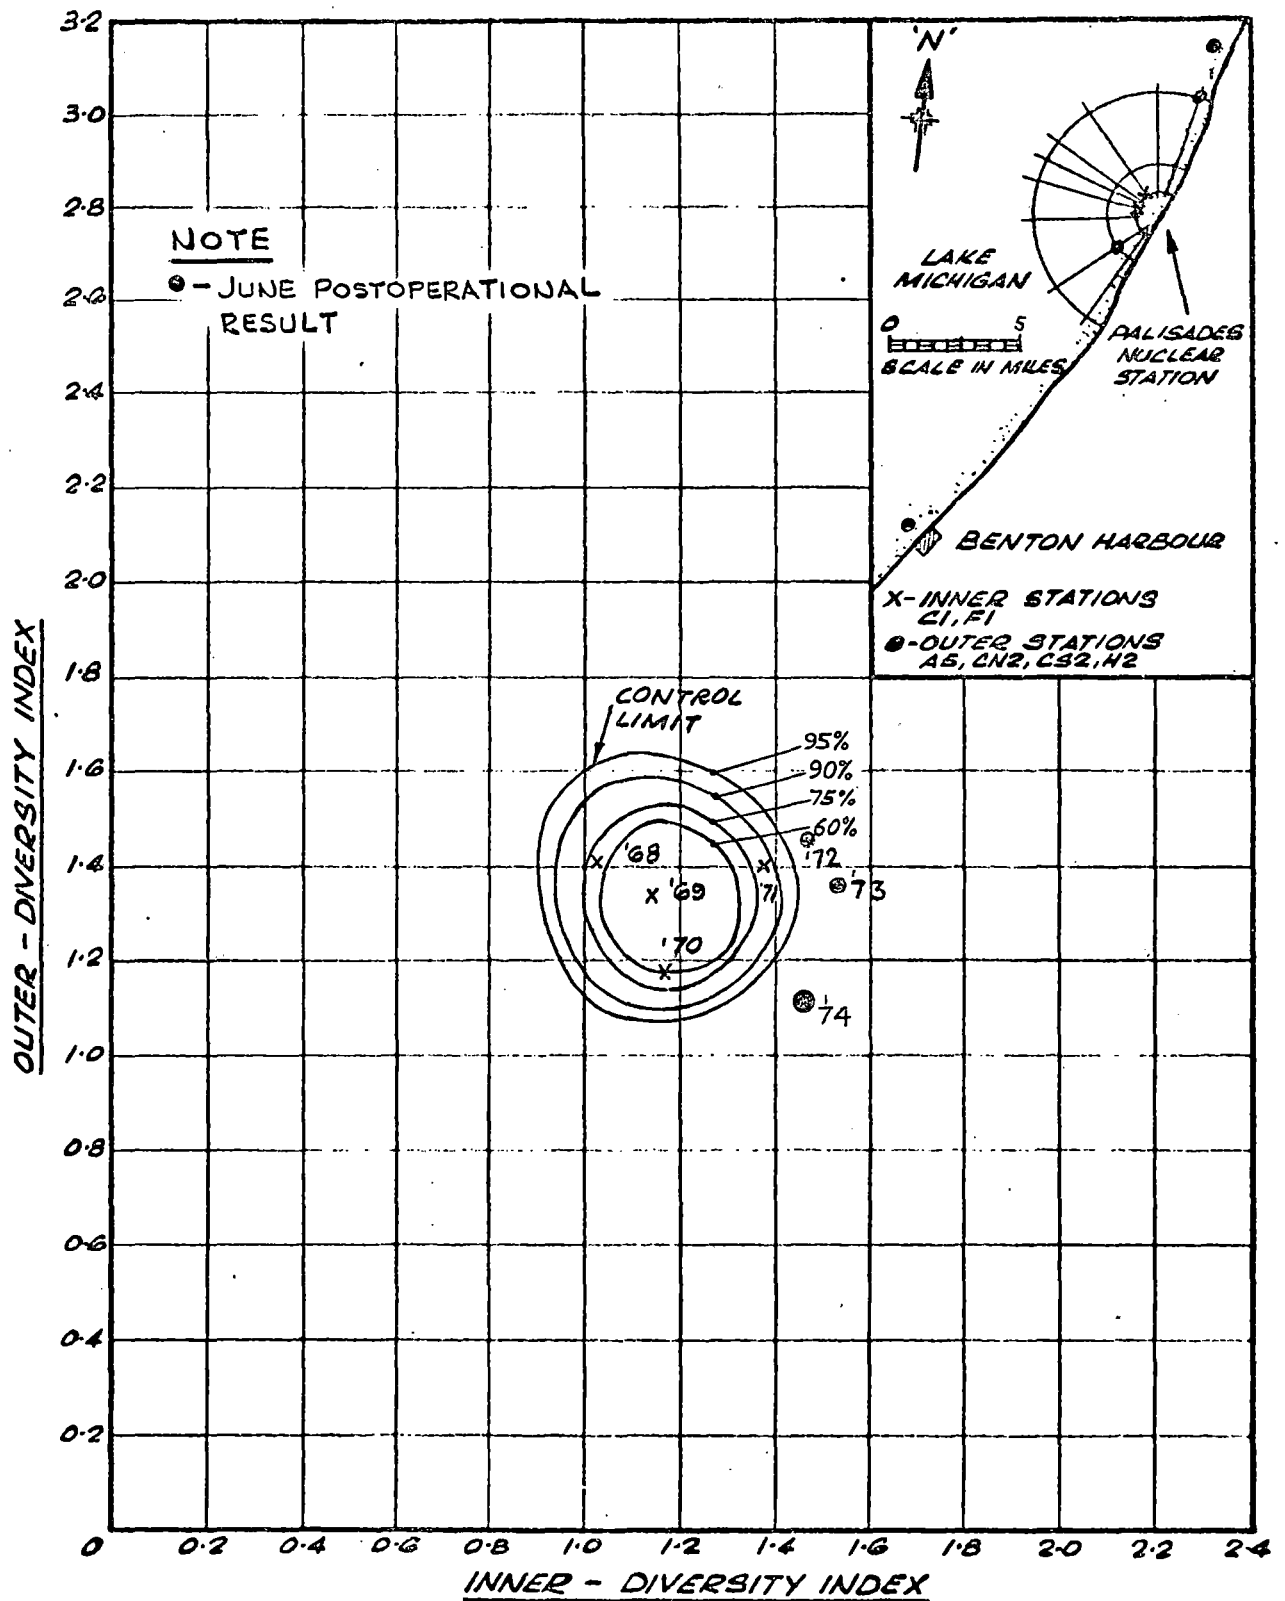 3.2
3.0
2.8
2.6
2.4
2.2
2.0
1.8
1.6
1.4
1.2
1.0
0.8
0.6
0.4
0.2
OUTER - DIVERSITY INDEX
NOTE
- JUNE POSTOPERATIONAL
RESULT
'N'
LAKE
MICHIGAN
0 5
SCALE IN MILES
PALISADES
NUCLEAR
STATION
BENTON HARBOUR
X - INNER STATIONS
C1, F1
- OUTER STATIONS
A5, CN2, CS2, H2
CONTROL
LIMIT
95%
90%
75%
60%
'68
'69
'70
'71
'72
'73
'74
0 0.2 0.4 0.6 0.8 1.0 1.2 1.4 1.6 1.8 2.0 2.2 2.4
INNER - DIVERSITY INDEX